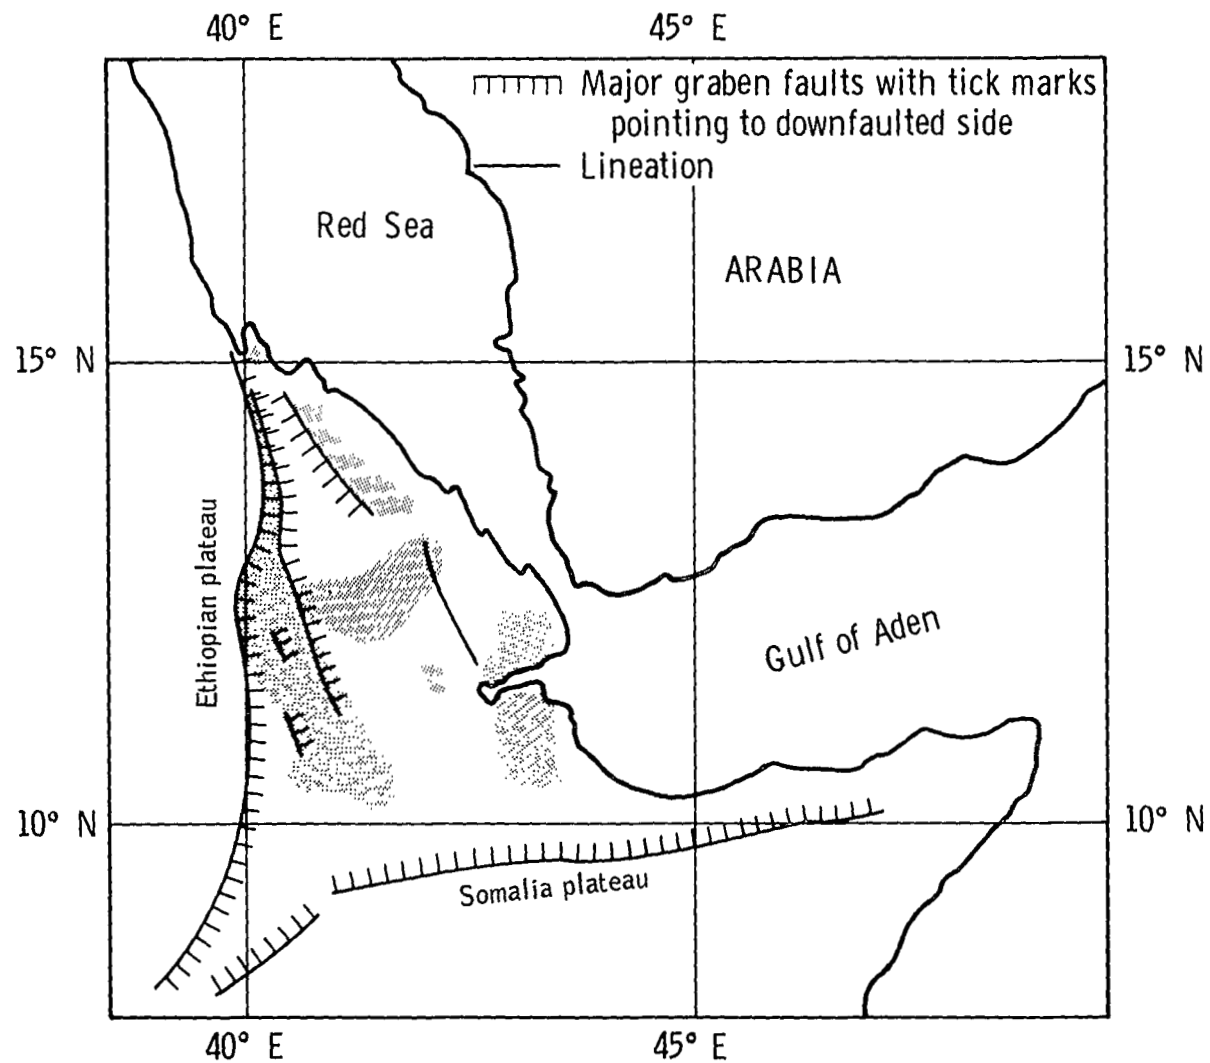 40° E
45° E
Major graben faults with tick marks
pointing to downfaulted side
Lineation
Red Sea
ARABIA
15° N
15° N
Ethiopian plateau
Gulf of Aden
10° N
10° N
Somalia plateau
40° E
45° E